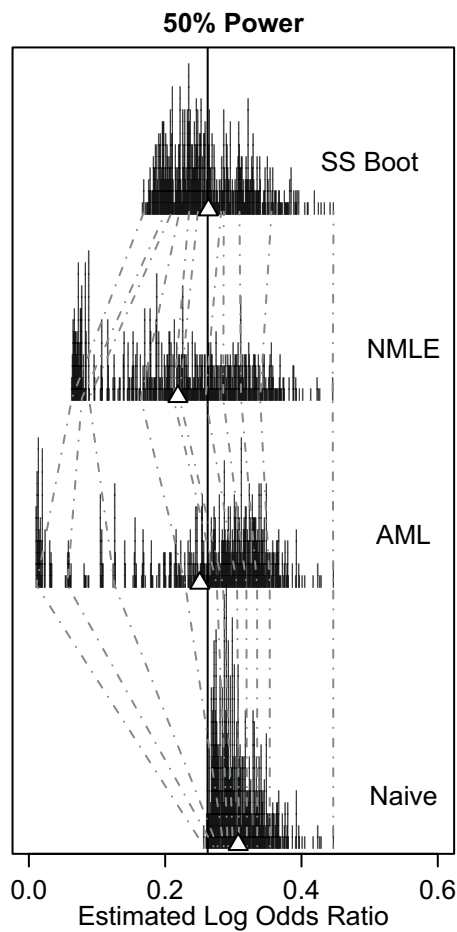 50% Power
SS Boot
NMLE
AML
Naive
0.0 0.2 0.4 0.6
Estimated Log Odds Ratio